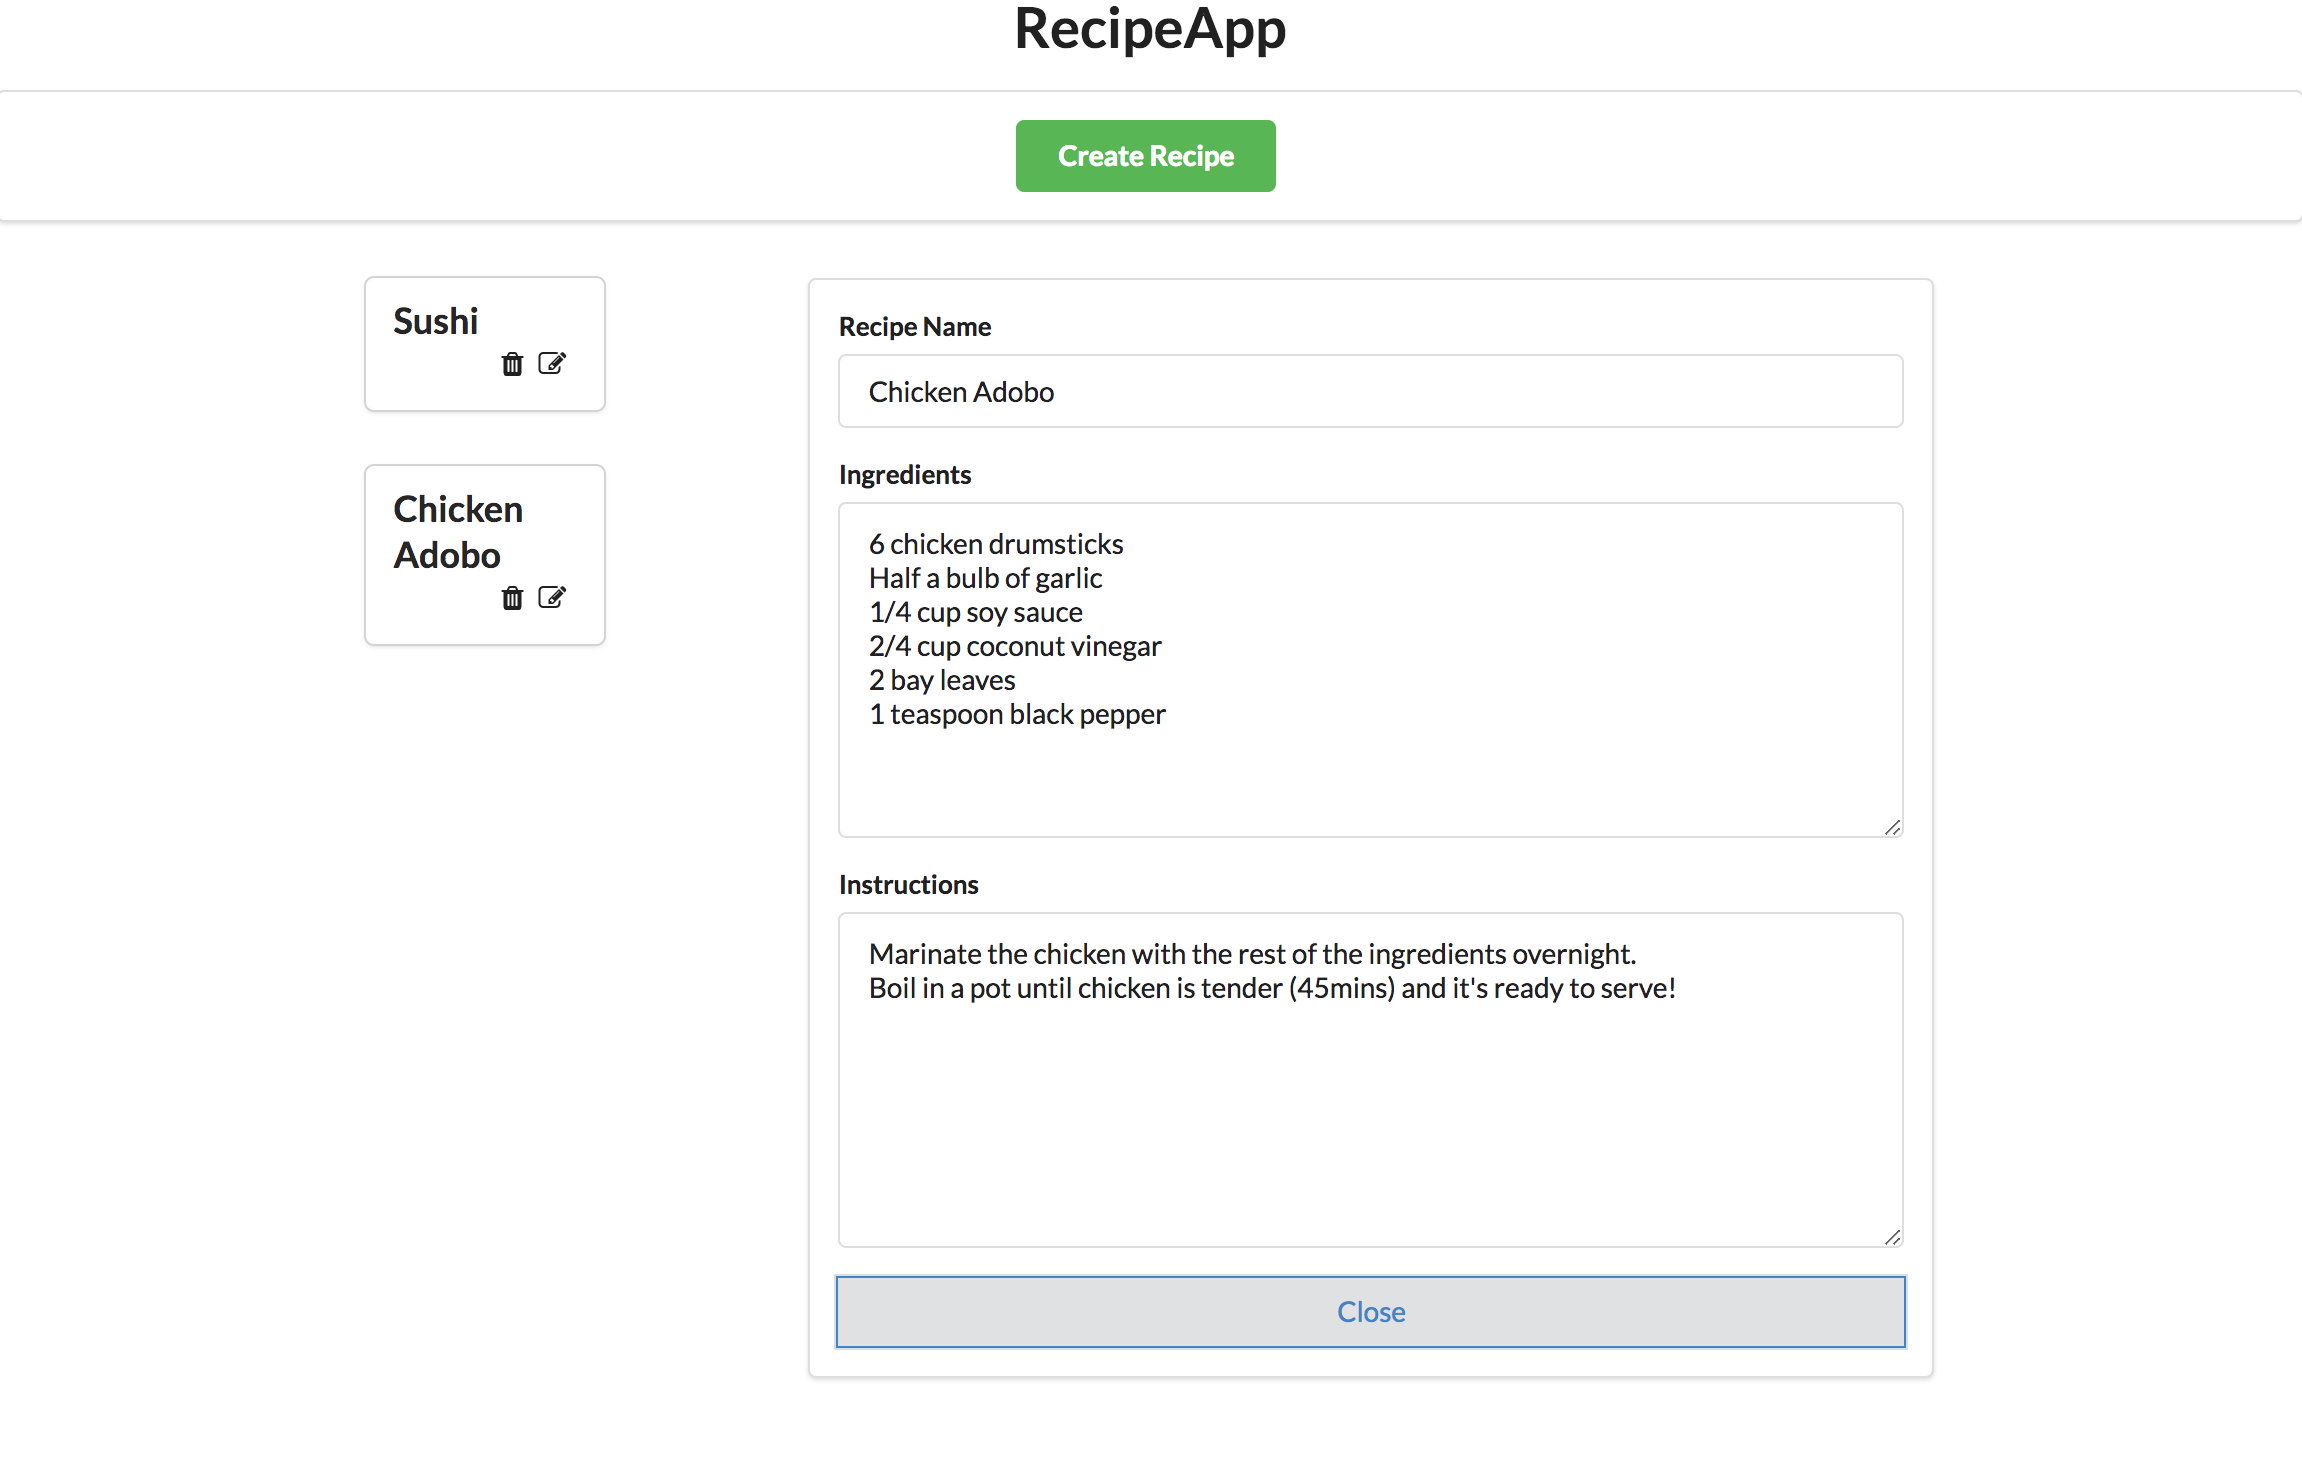 RecipeApp
Create Recipe
Sushi
Chicken
Adobo
Recipe Name
Chicken Adobo
Ingredients
6 chicken drumsticks
Half a bulb of garlic
1/4 cup soy sauce
2/4 cup coconut vinegar
2 bay leaves
1 teaspoon black pepper
Instructions
Marinate the chicken with the rest of the ingredients overnight.
Boil in a pot until chicken is tender (45mins) and it's ready to serve!
Close